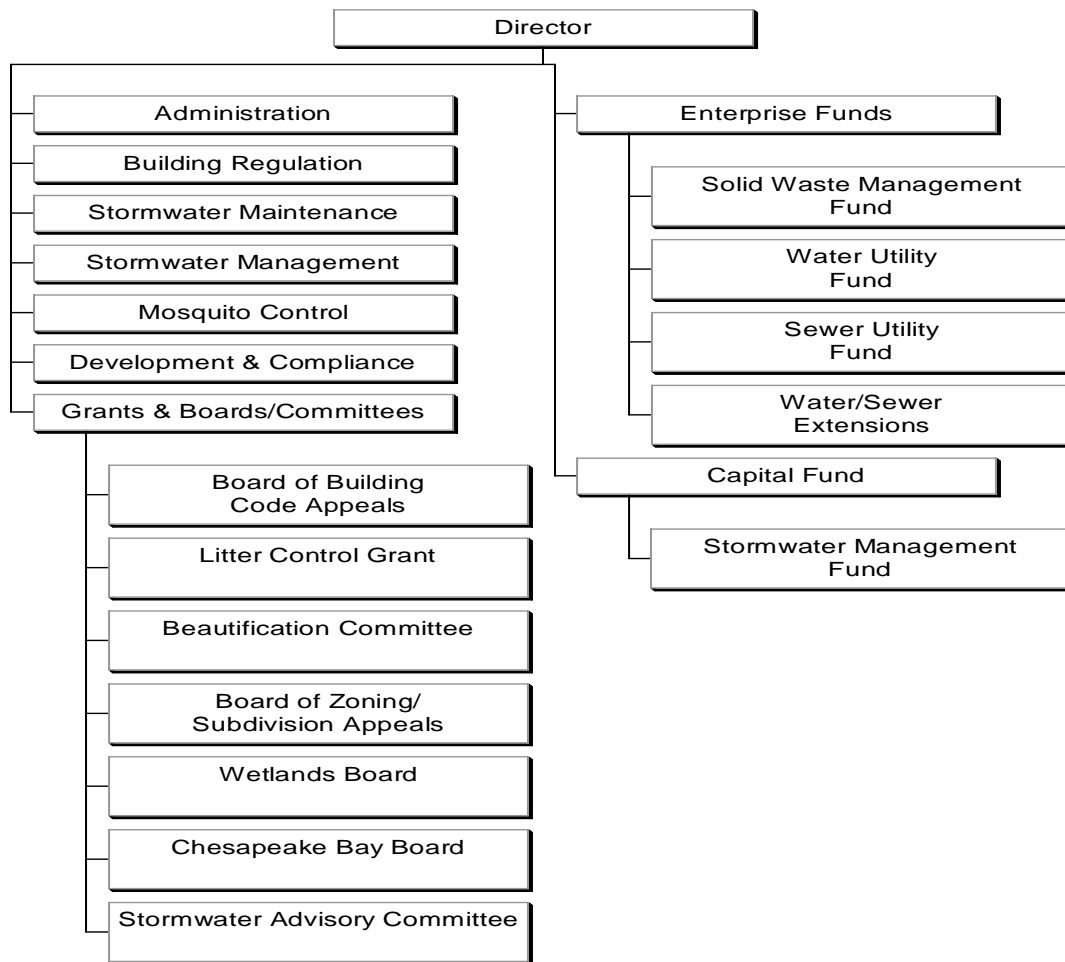 Director
Administration
Building Regulation
Stormwater Maintenance
Stormwater Management
Mosquito Control
Development & Compliance
Grants & Boards/Committees
Board of Building
Code Appeals
Litter Control Grant
Beautification Committee
Board of Zoning/
Subdivision Appeals
Wetlands Board
Chesapeake Bay Board
Stormwater Advisory Committee
Enterprise Funds
Solid Waste Management
Fund
Water Utility
Fund
Sewer Utility
Fund
Water/Sewer
Extensions
Capital Fund
Stormwater Management
Fund